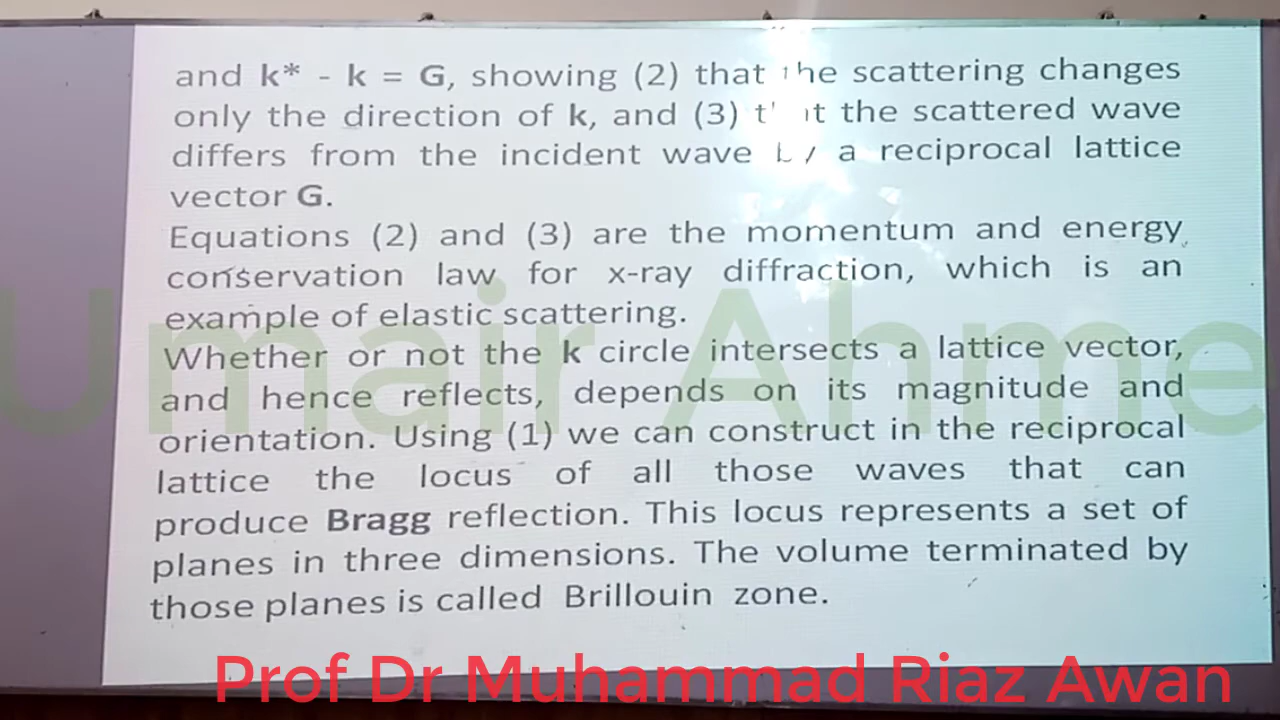 and k* - k = G, showing (2) that the scattering changes
only the direction of k, and (3) that the scattered wave
differs from the incident wave by a reciprocal lattice
vector G.
Equations (2) and (3) are the momentum and energy
conservation law for x-ray diffraction, which is an
example of elastic scattering.
Whether or not the k circle intersects a lattice vector,
and hence reflects, depends on its magnitude and
orientation. Using (1) we can construct in the reciprocal
lattice the locus of all those waves that can
produce Bragg reflection. This locus represents a set of
planes in three dimensions. The volume terminated by
those planes is called Brillouin zone.
Umair Ahme
Prof Dr Muhammad Riaz Awan